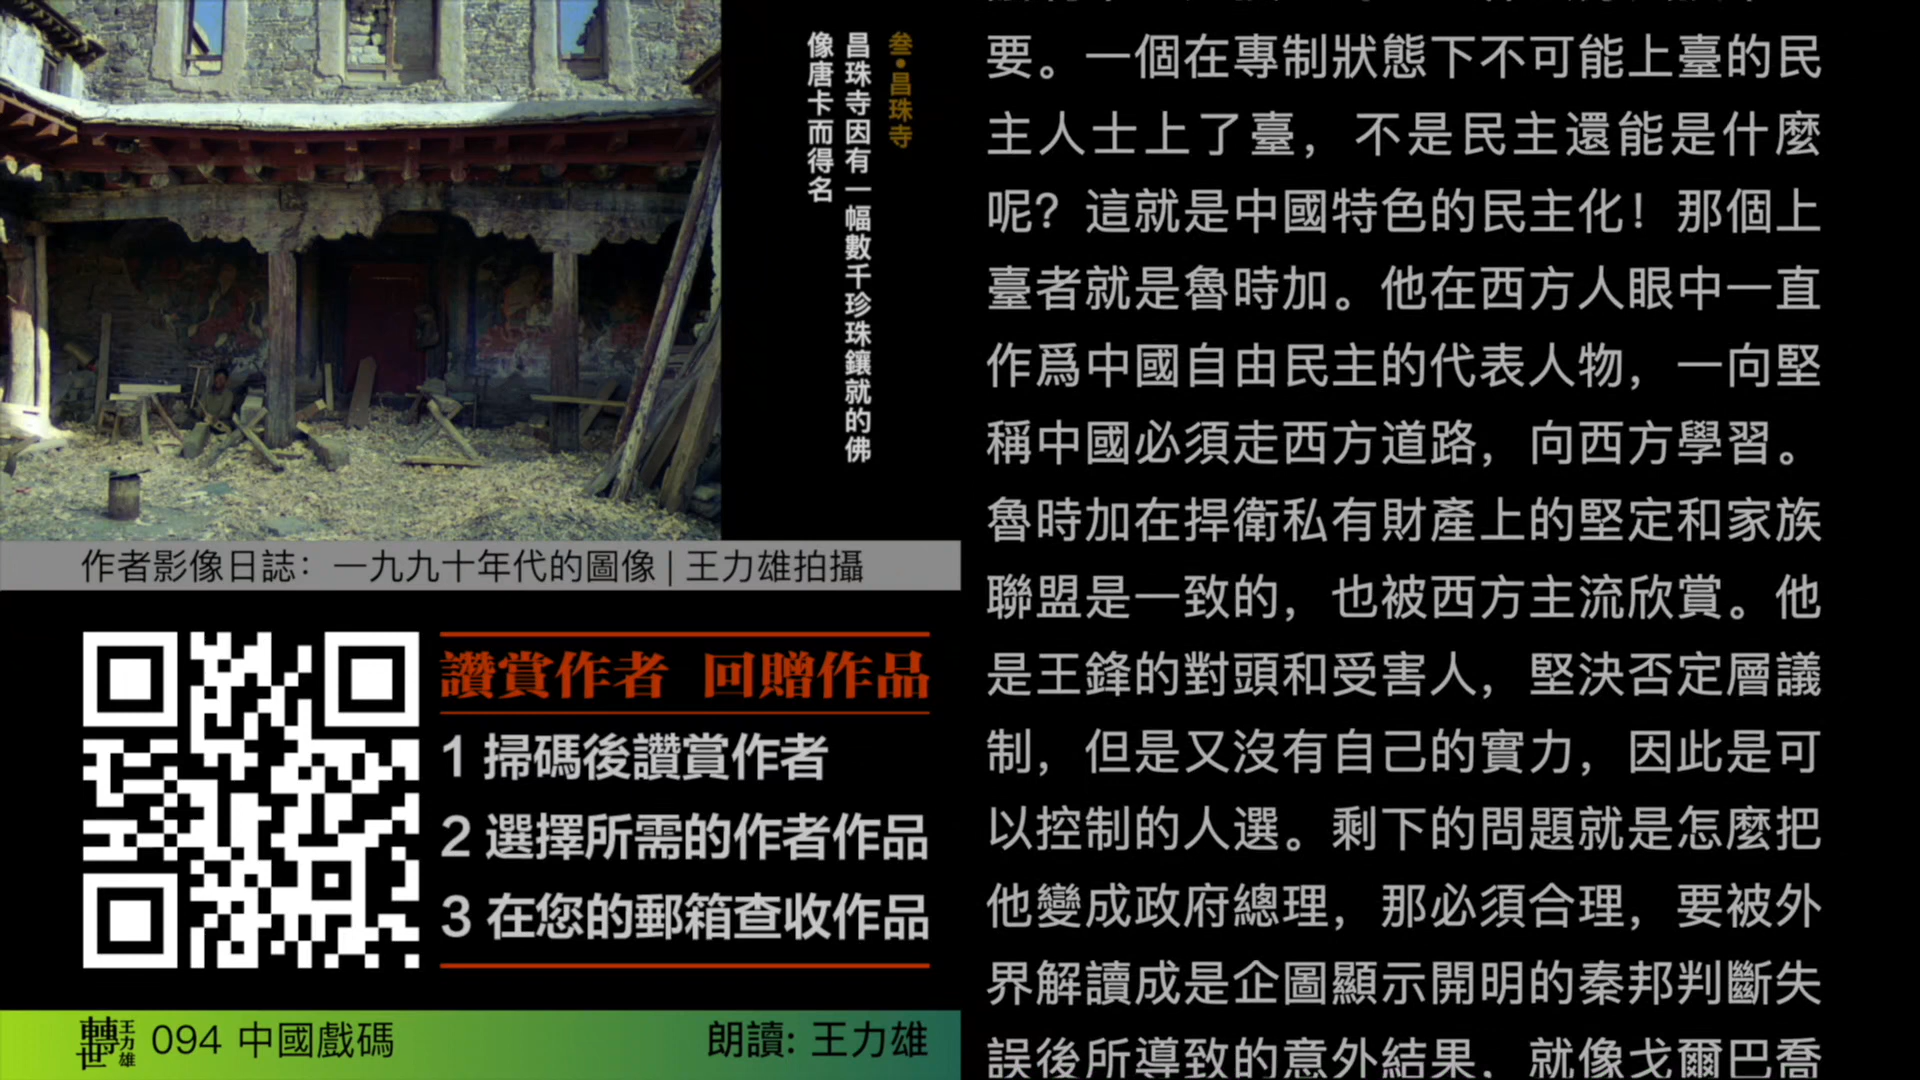 叁•昌珠寺
昌珠寺因有一幅數千珍珠鑲就的佛
像唐卡而得名
作者影像日誌：一九九十年代的圖像 | 王力雄拍攝
讚賞作者 回贈作品
1 掃碼後讚賞作者
2 選擇所需的作者作品
3 在您的郵箱查收作品
轉世 王力雄 094 中國戲碼
朗讀: 王力雄
要。一個在專制狀態下不可能上臺的民
主人士上了臺，不是民主還能是什麼
呢？這就是中國特色的民主化！那個上
臺者就是魯時加。他在西方人眼中一直
作爲中國自由民主的代表人物，一向堅
稱中國必須走西方道路，向西方學習。
魯時加在捍衛私有財產上的堅定和家族
聯盟是一致的，也被西方主流欣賞。他
是王鋒的對頭和受害人，堅決否定層議
制，但是又沒有自己的實力，因此是可
以控制的人選。剩下的問題就是怎麼把
他變成政府總理，那必須合理，要被外
界解讀成是企圖顯示開明的秦邦判斷失
誤後所導致的意外結果，就像戈爾巴喬